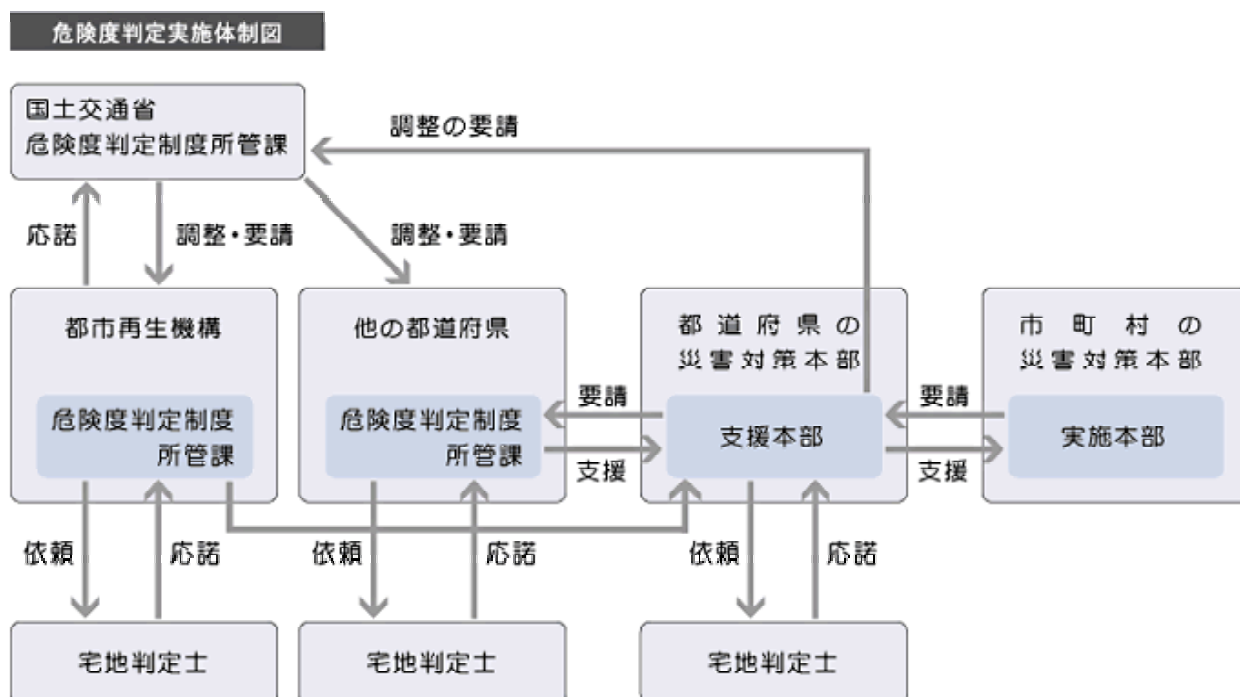 危険度判定実施体制図
国土交通省
危険度判定制度所管課
調整の要請
応諾
調整・要請
調整・要請
都市再生機構
危険度判定制度
所管課
他の都道府県
危険度判定制度
所管課
要請
支援
都道府県の
災害対策本部
支援本部
要請
支援
市町村の
災害対策本部
実施本部
依頼
応諾
依頼
応諾
依頼
応諾
宅地判定士
宅地判定士
宅地判定士